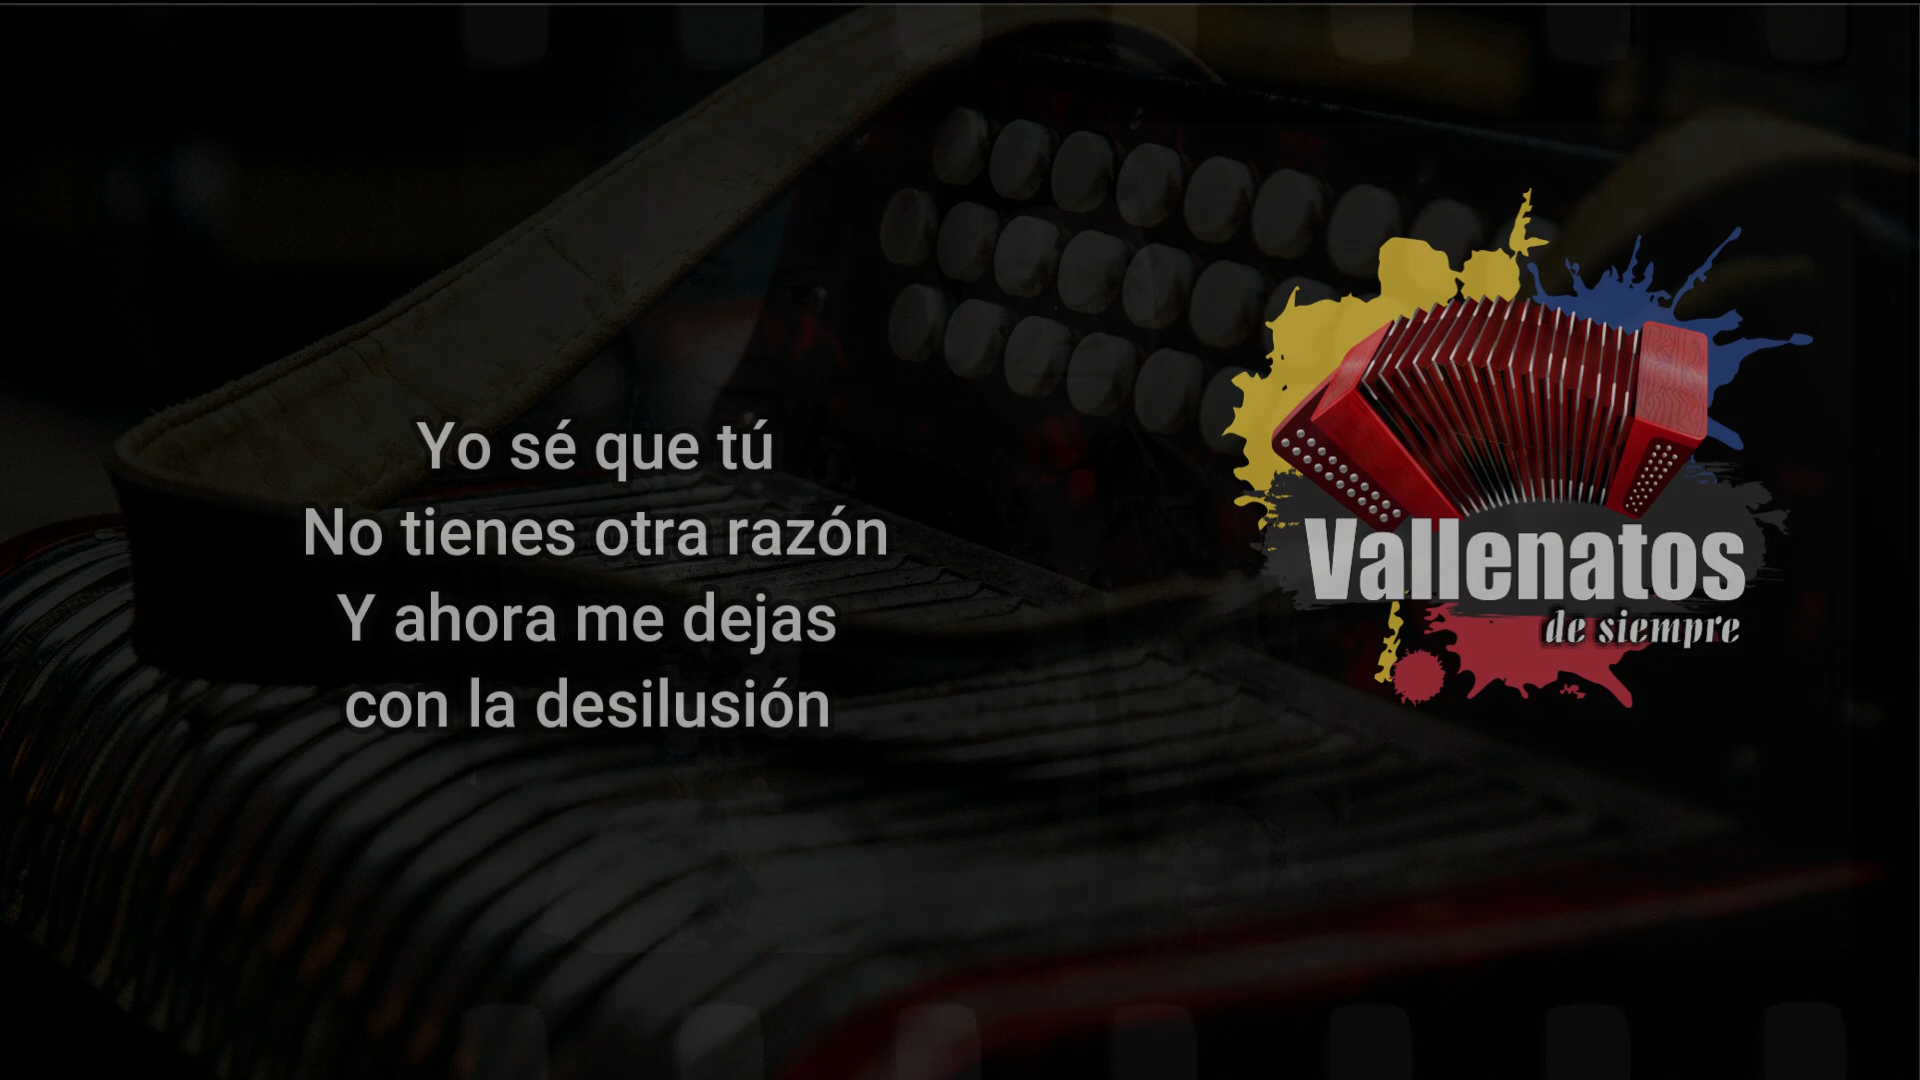 Yo sé que tú
No tienes otra razón
Y ahora me dejas
con la desilusión
Vallenatos
de siempre